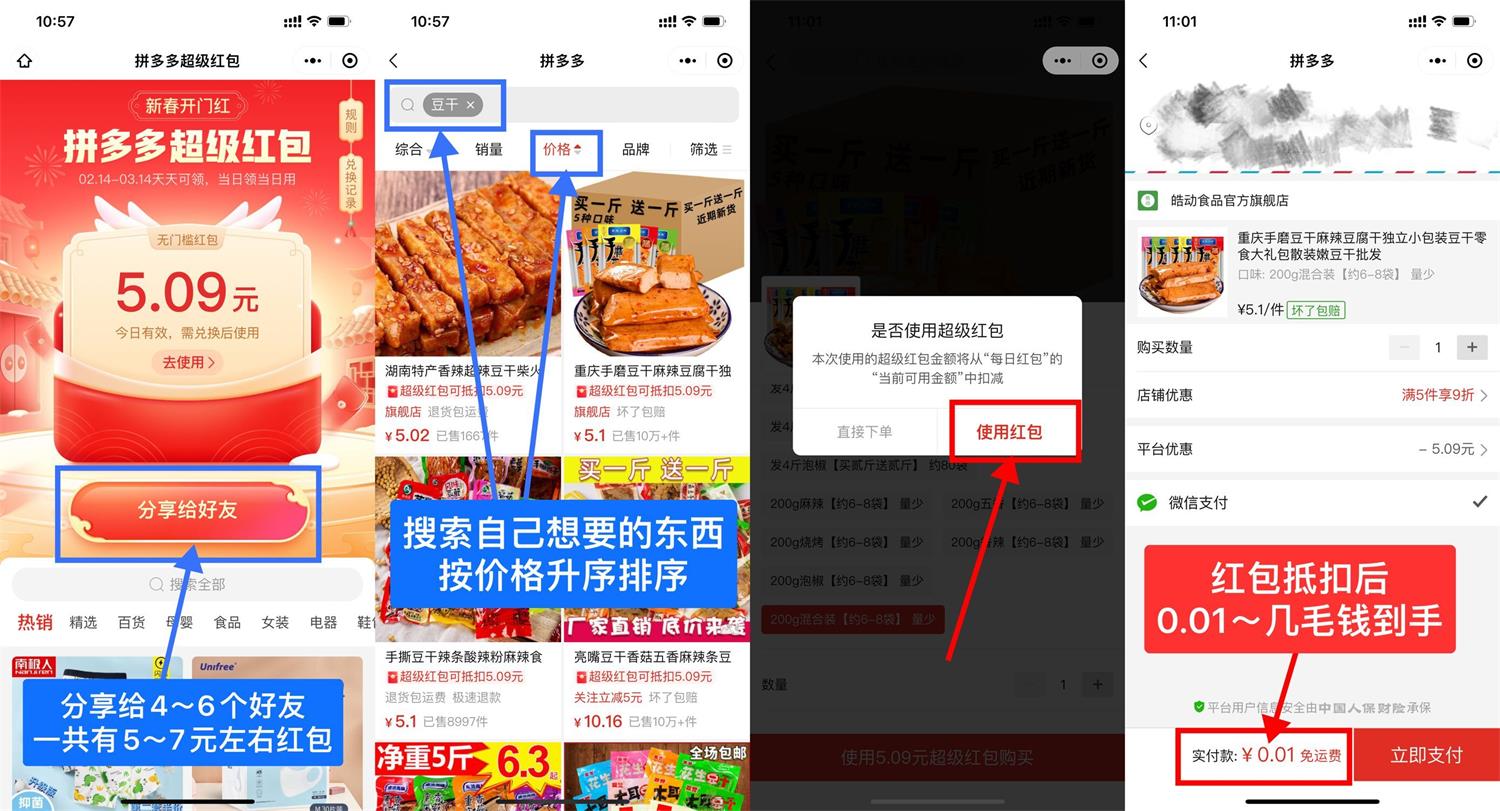 10:57
拼多多超级红包
新春开门红
拼多多超级红包
02.14-03.14天天可领，当日领当日用
规则
兑换记录
无门槛红包
5.09元
今日有效，需兑换后使用
去使用 >
分享给好友
搜索全部
热销 精选 百货 母婴 食品 女装 电器
南极人
Unifree
分享给4～6个好友
一共有5～7元左右红包
抑菌
10:57
拼多多
豆干 ×
综合 销量 价格 品牌 筛选
买一斤 送一斤
5种口味
买一斤送一斤
近期新货
湖南特产香辣超辣豆干柴火
超级红包可抵扣5.09元
旗舰店 退货包运费
¥5.02 已售1667件
重庆手磨豆干麻辣豆腐干独
超级红包可抵扣5.09元
旗舰店 坏了包赔
¥5.1 已售10万+件
买一斤 送一斤
搜索自己想要的东西
按价格升序排序
厂家直销 底价来袭
手撕豆干辣条酸辣粉麻辣食
超级红包可抵扣5.09元
退货包运费 极速退款
¥5.1 已售8997件
亮嘴豆干香菇五香麻辣条豆
超级红包可抵扣5.09元
关注立减5元 坏了包赔
¥10.16 已售10万+件
净重5斤 6.3起
全场包邮
11:01
买一斤 送一斤
是否使用超级红包
本次使用的超级红包金额将从“每日红包”的
“当前可用金额”中扣减
直接下单
使用红包
发4斤泡椒【买贰斤送贰斤】 约80袋
200g麻辣【约6-8袋】 量少
200g五香【约6-8袋】 量少
200g烧烤【约6-8袋】 量少
200g香辣【约6-8袋】 量少
200g泡椒【约6-8袋】 量少
200g混合装【约6-8袋】 量少
数量
1 +
使用5.09元超级红包购买
11:01
拼多多
皓动食品官方旗舰店
重庆手磨豆干麻辣豆腐干独立小包装豆干零
食大礼包散装嫩豆干批发
口味: 200g混合装【约6-8袋】 量少
¥5.1/件 坏了包赔
购买数量 − 1 +
店铺优惠 满5件享9折 >
平台优惠 − 5.09元 >
微信支付
红包抵扣后
0.01～几毛钱到手
平台用户信息安全由中国人保财险承保
实付款: ¥ 0.01 免运费
立即支付